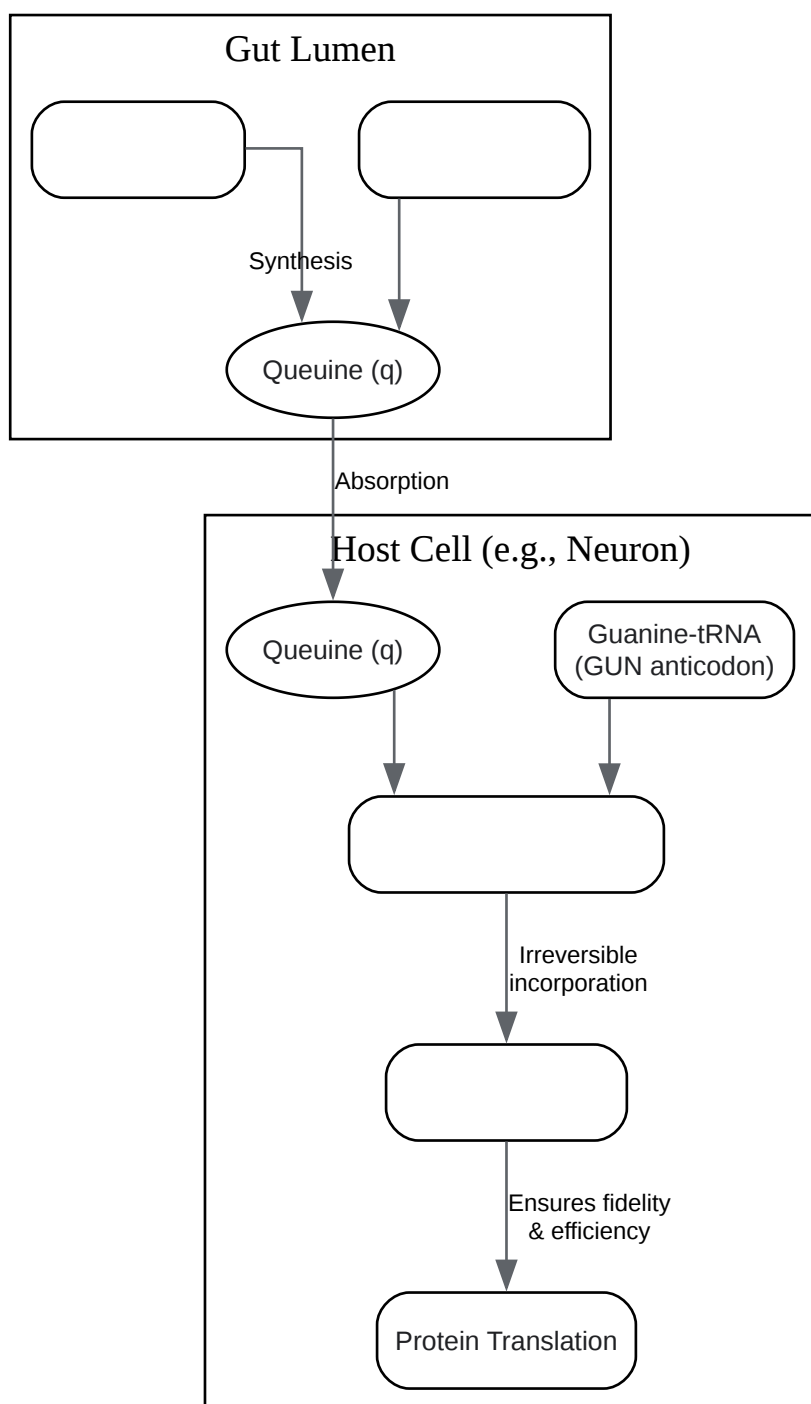 Gut Lumen
Synthesis
Queuine (q)
Absorption
Host Cell (e.g., Neuron)
Queuine (q)
Guanine-tRNA
(GUN anticodon)
Irreversible
incorporation
Ensures fidelity
& efficiency
Protein Translation